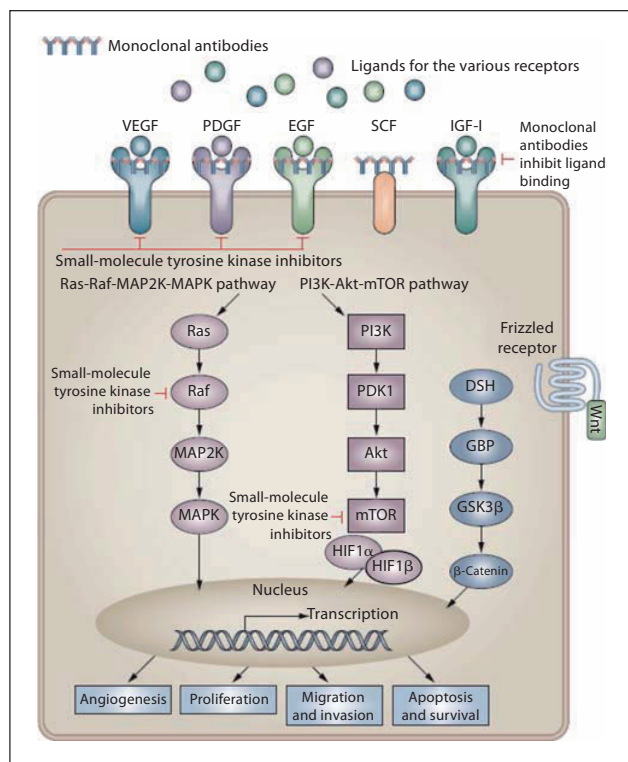 Monoclonal antibodies
Ligands for the various receptors
VEGF
PDGF
EGF
SCF
IGF-I
Monoclonal
antibodies
inhibit ligand
binding
Small-molecule tyrosine kinase inhibitors
Ras-Raf-MAP2K-MAPK pathway
PI3K-Akt-mTOR pathway
Ras
PI3K
Frizzled
receptor
Small-molecule
tyrosine kinase
inhibitors
Raf
PDK1
DSH
Wnt
MAP2K
Akt
GBP
MAPK
Small-molecule
tyrosine kinase
inhibitors
mTOR
GSK3β
HIF1α
HIF1β
β-Catenin
Nucleus
Transcription
Angiogenesis
Proliferation
Migration
and invasion
Apoptosis
and survival